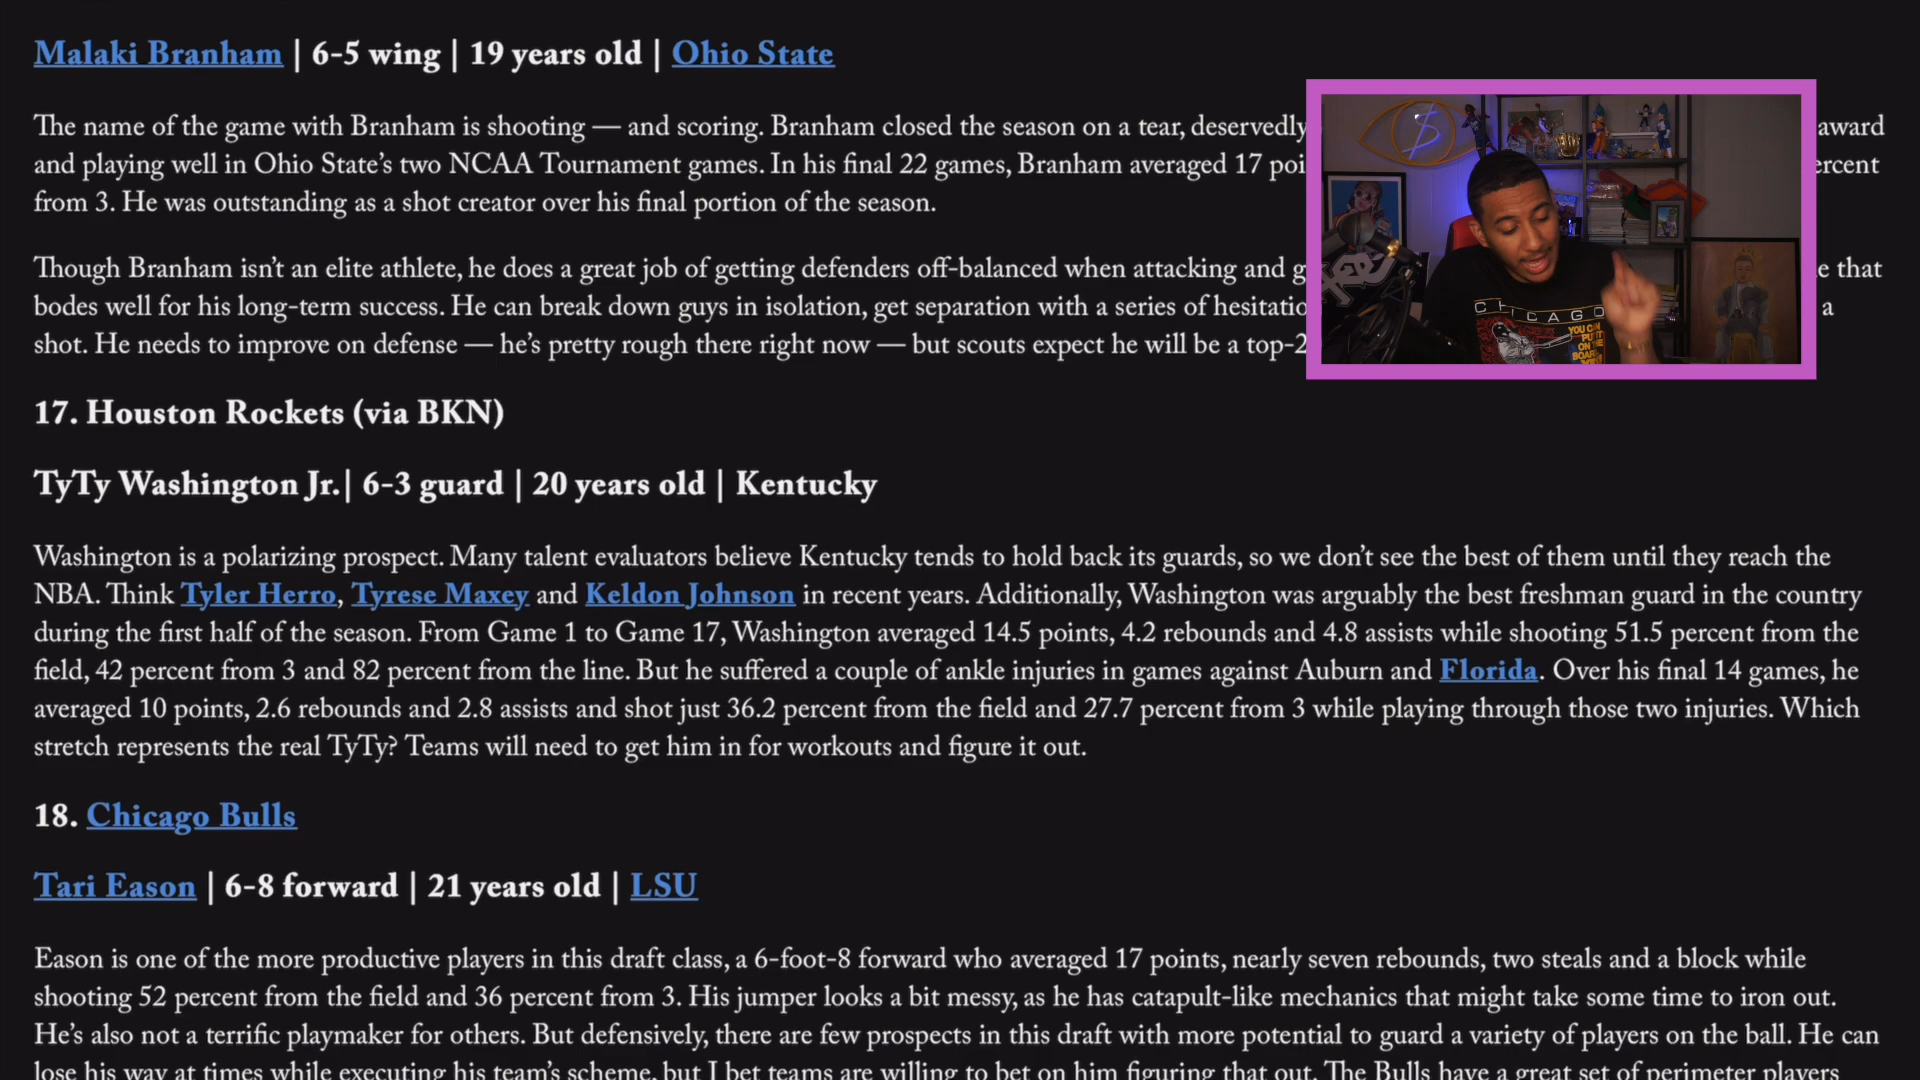 Malaki Branham | 6-5 wing | 19 years old | Ohio State
The name of the game with Branham is shooting — and scoring. Branham closed the season on a tear, deservedly award
and playing well in Ohio State’s two NCAA Tournament games. In his final 22 games, Branham averaged 17
from 3. He was outstanding as a shot creator over his final portion of the season.
Though Branham isn’t an elite athlete, he does a great job of getting defenders off-balanced when attacking and that
bodes well for his long-term success. He can break down guys in isolation, get separation with a series of a
shot. He needs to improve on defense — he’s pretty rough there right now — but scouts expect he will be a
CHICAGO
YOU CAN
PUT IT
ON THE
BOARD
17. Houston Rockets (via BKN)
TyTy Washington Jr.| 6-3 guard | 20 years old | Kentucky
Washington is a polarizing prospect. Many talent evaluators believe Kentucky tends to hold back its guards, so we don’t see the best of them until they reach the
NBA. Think Tyler Herro, Tyrese Maxey and Keldon Johnson in recent years. Additionally, Washington was arguably the best freshman guard in the country
during the first half of the season. From Game 1 to Game 17, Washington averaged 14.5 points, 4.2 rebounds and 4.8 assists while shooting 51.5 percent from the
field, 42 percent from 3 and 82 percent from the line. But he suffered a couple of ankle injuries in games against Auburn and Florida. Over his final 14 games, he
averaged 10 points, 2.6 rebounds and 2.8 assists and shot just 36.2 percent from the field and 27.7 percent from 3 while playing through those two injuries. Which
stretch represents the real TyTy? Teams will need to get him in for workouts and figure it out.
18. Chicago Bulls
Tari Eason | 6-8 forward | 21 years old | LSU
Eason is one of the more productive players in this draft class, a 6-foot-8 forward who averaged 17 points, nearly seven rebounds, two steals and a block while
shooting 52 percent from the field and 36 percent from 3. His jumper looks a bit messy, as he has catapult-like mechanics that might take some time to iron out.
He’s also not a terrific playmaker for others. But defensively, there are few prospects in this draft with more potential to guard a variety of players on the ball. He can
lose his way at times while executing his team’s scheme, but I bet teams are willing to bet on him figuring that out. The Bulls have a great set of perimeter players